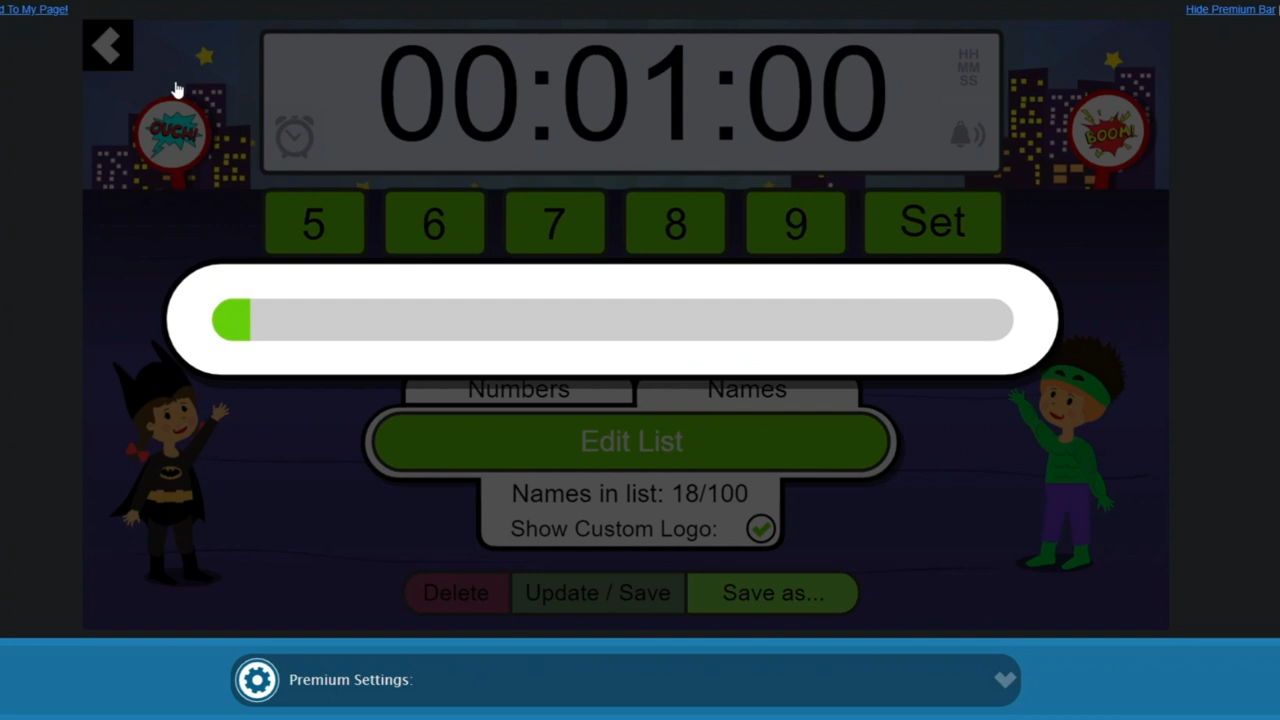 d To My Page!
Hide Premium Bar
00:01:00
HH
MM
SS
OUCH!
BOOM!
5 6 7 8 9 Set
Numbers Names
Edit List
Names in list: 18/100
Show Custom Logo:
Delete Update / Save Save as...
Premium Settings: